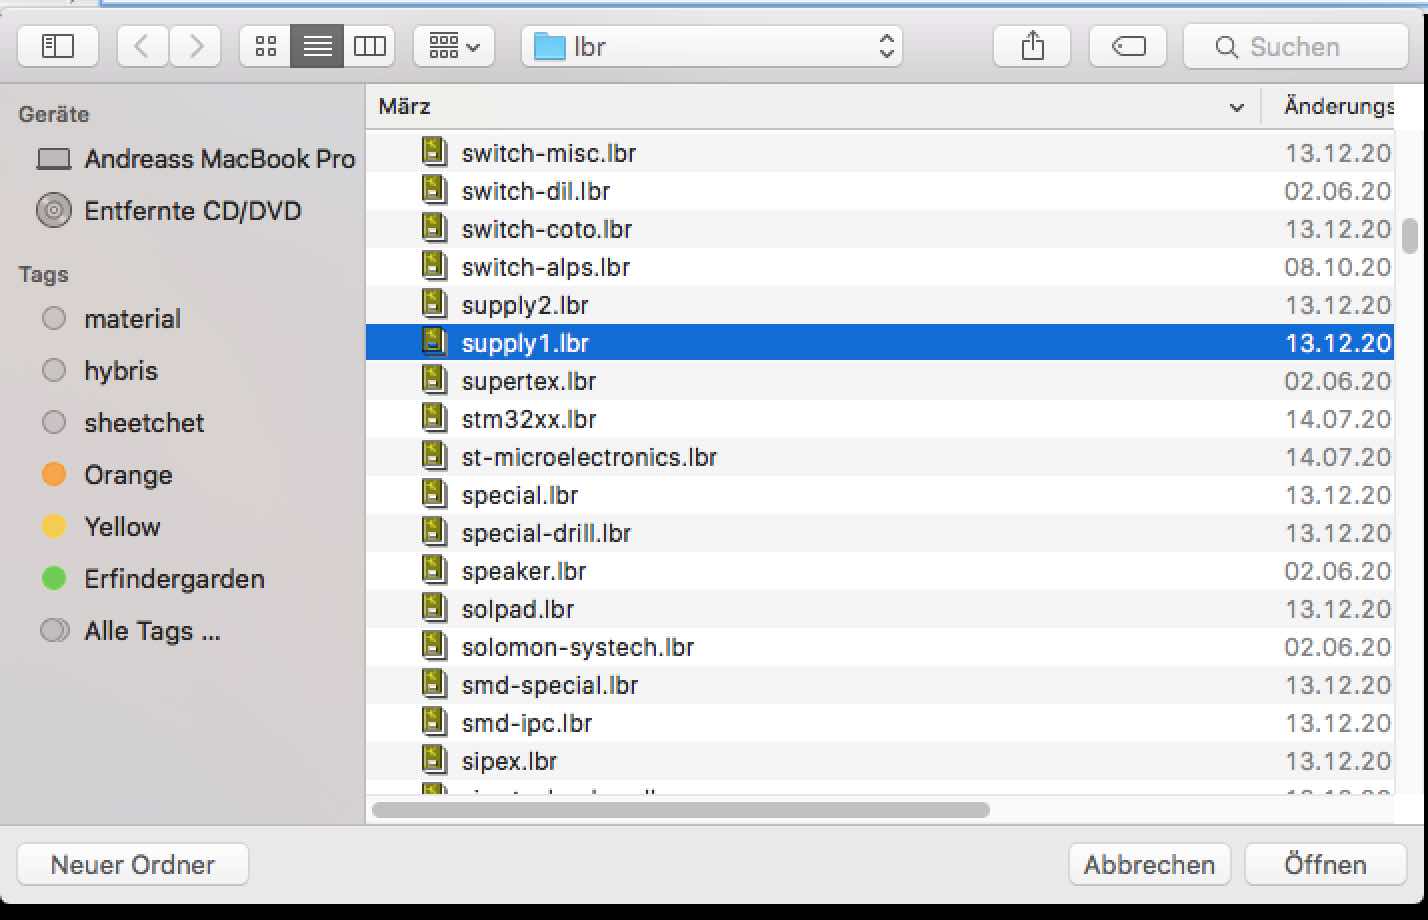 lbr
Suchen
Geräte
Andreass MacBook Pro
Entfernte CD/DVD
Tags
material
hybris
sheetchet
Orange
Yellow
Erfindergarden
Alle Tags ...
März Änderungs
switch-misc.lbr 13.12.20
switch-dil.lbr 02.06.20
switch-coto.lbr 13.12.20
switch-alps.lbr 08.10.20
supply2.lbr 13.12.20
supply1.lbr 13.12.20
supertex.lbr 02.06.20
stm32xx.lbr 14.07.20
st-microelectronics.lbr 14.07.20
special.lbr 13.12.20
special-drill.lbr 13.12.20
speaker.lbr 02.06.20
solpad.lbr 13.12.20
solomon-systech.lbr 02.06.20
smd-special.lbr 13.12.20
smd-ipc.lbr 13.12.20
sipex.lbr 13.12.20
Neuer Ordner
Abbrechen
Öffnen